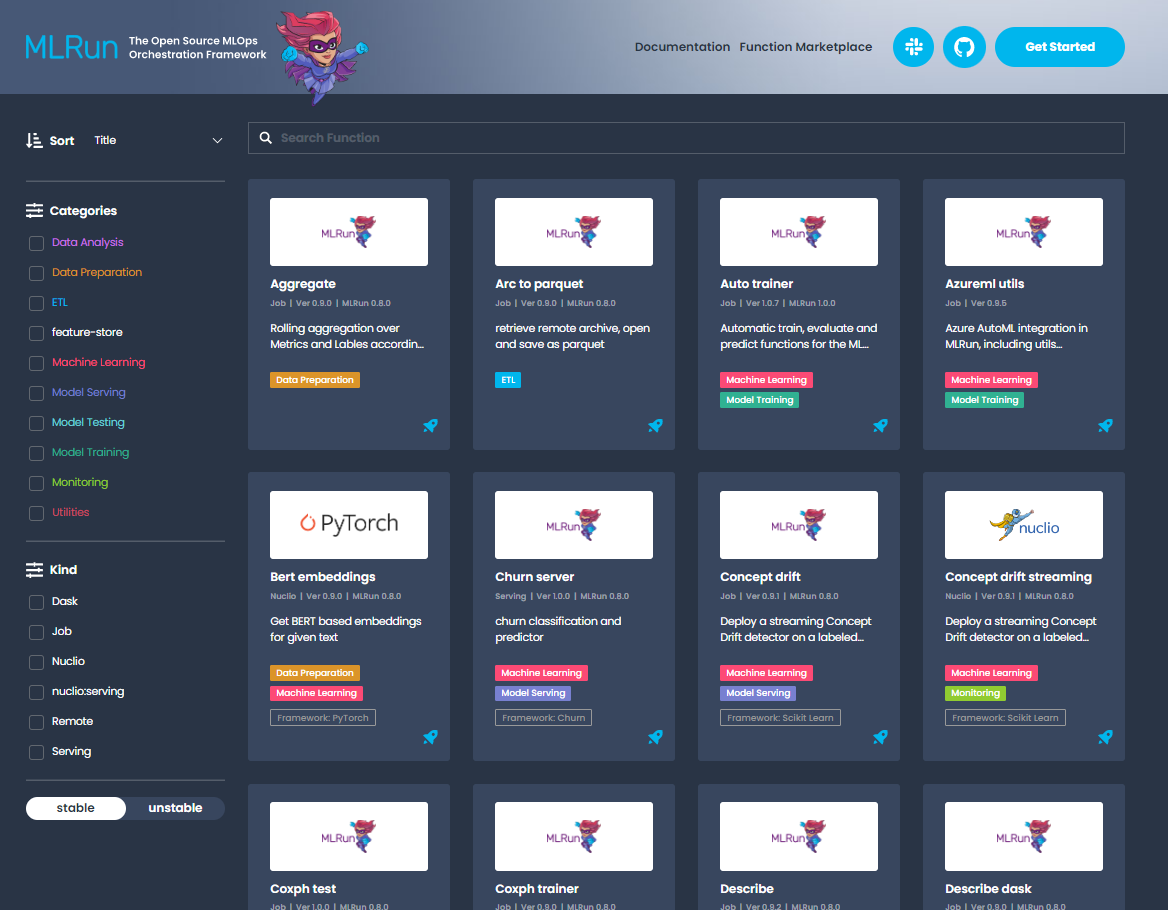 MLRun
The Open Source MLOps
Orchestration Framework
Documentation
Function Marketplace
Get Started
Sort
Title
Search Function
Categories
Data Analysis
Data Preparation
ETL
feature-store
Machine Learning
Model Serving
Model Testing
Model Training
Monitoring
Utilities
Kind
Dask
Job
Nuclio
nuclio:serving
Remote
Serving
stable
unstable
MLRun
Aggregate
Job | Ver 0.9.0 | MLRun 0.8.0
Rolling aggregation over
Metrics and Lables accordin...
Data Preparation
MLRun
Arc to parquet
Job | Ver 0.9.0 | MLRun 0.8.0
retrieve remote archive, open
and save as parquet
ETL
MLRun
Auto trainer
Job | Ver 1.0.7 | MLRun 1.0.0
Automatic train, evaluate and
predict functions for the ML...
Machine Learning
Model Training
MLRun
Azureml utils
Job | Ver 0.9.5
Azure AutoML integration in
MLRun, including utils...
Machine Learning
Model Training
PyTorch
Bert embeddings
Nuclio | Ver 0.9.0 | MLRun 0.8.0
Get BERT based embeddings
for given text
Data Preparation
Machine Learning
Framework: PyTorch
MLRun
Churn server
Serving | Ver 1.0.0 | MLRun 0.8.0
churn classification and
predictor
Machine Learning
Model Serving
Framework: Churn
MLRun
Concept drift
Job | Ver 0.9.1 | MLRun 0.8.0
Deploy a streaming Concept
Drift detector on a labeled...
Machine Learning
Model Serving
Framework: Scikit Learn
nuclio
Concept drift streaming
Nuclio | Ver 0.9.1 | MLRun 0.8.0
Deploy a streaming Concept
Drift detector on a labeled...
Machine Learning
Monitoring
Framework: Scikit Learn
MLRun
Coxph test
Job | Ver 1.0.0 | MLRun 0.8.0
MLRun
Coxph trainer
Job | Ver 0.9.0 | MLRun 0.8.0
MLRun
Describe
Job | Ver 0.9.2 | MLRun 0.8.0
MLRun
Describe dask
Job | Ver 0.9.0 | MLRun 0.8.0